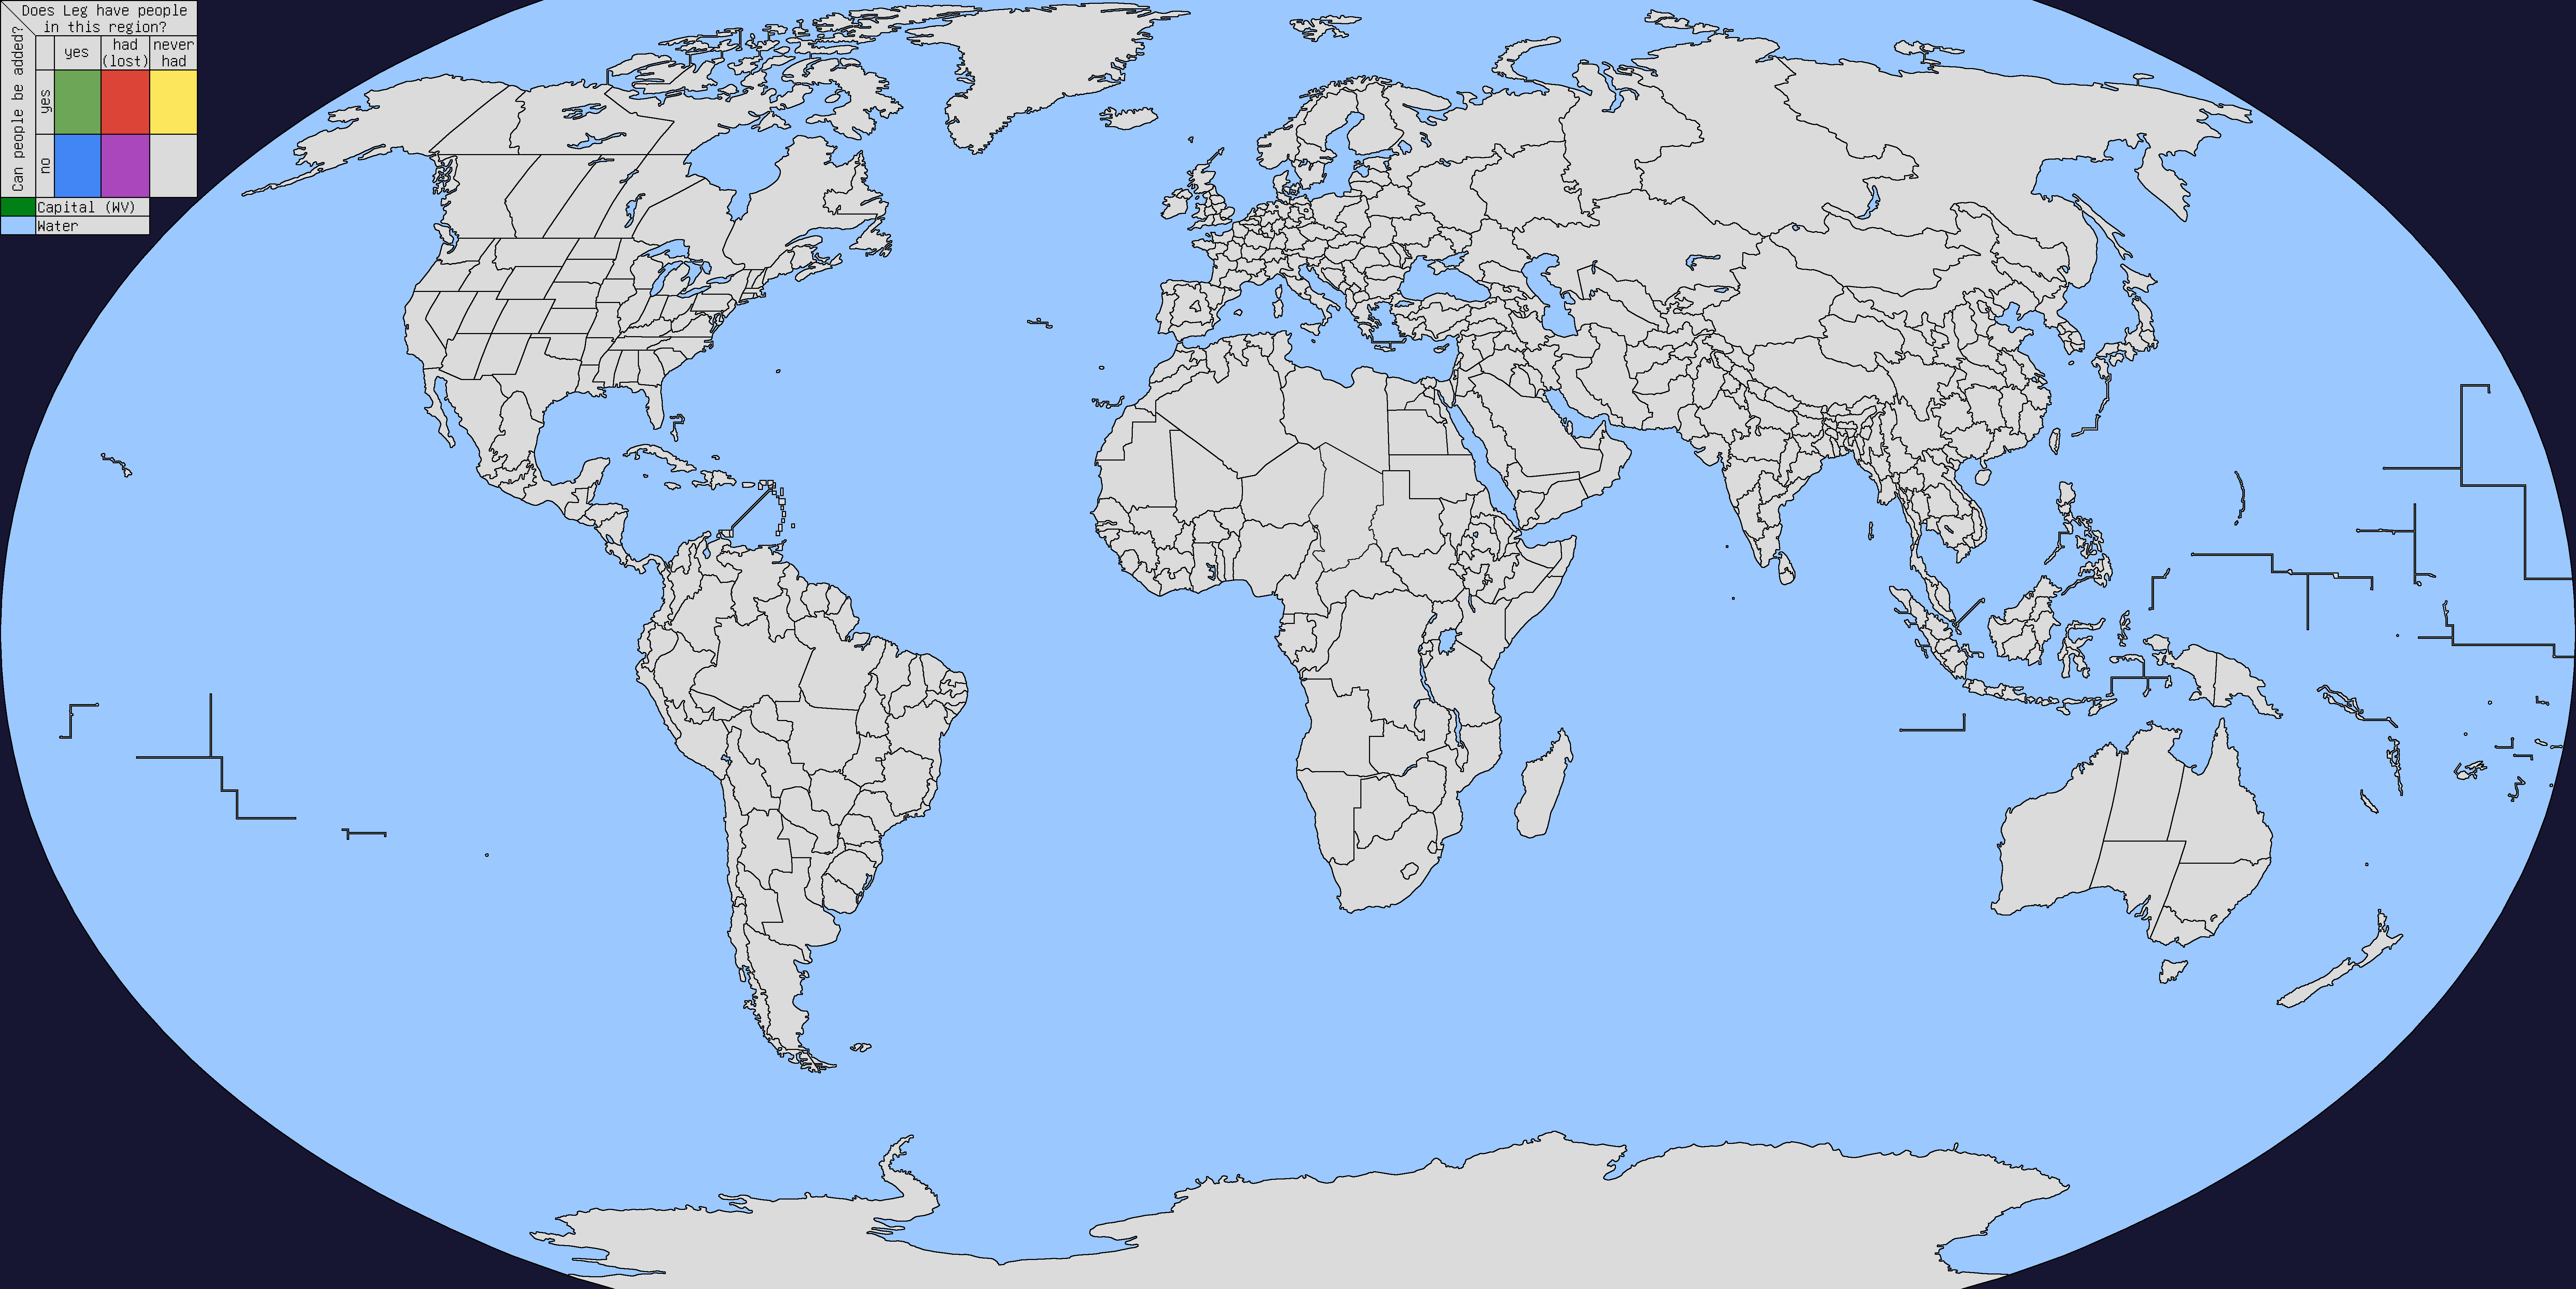 Does Leg have people
in this region?
Can people be added?
yes
had
(lost)
never
had
yes
no
Capital (WV)
Water